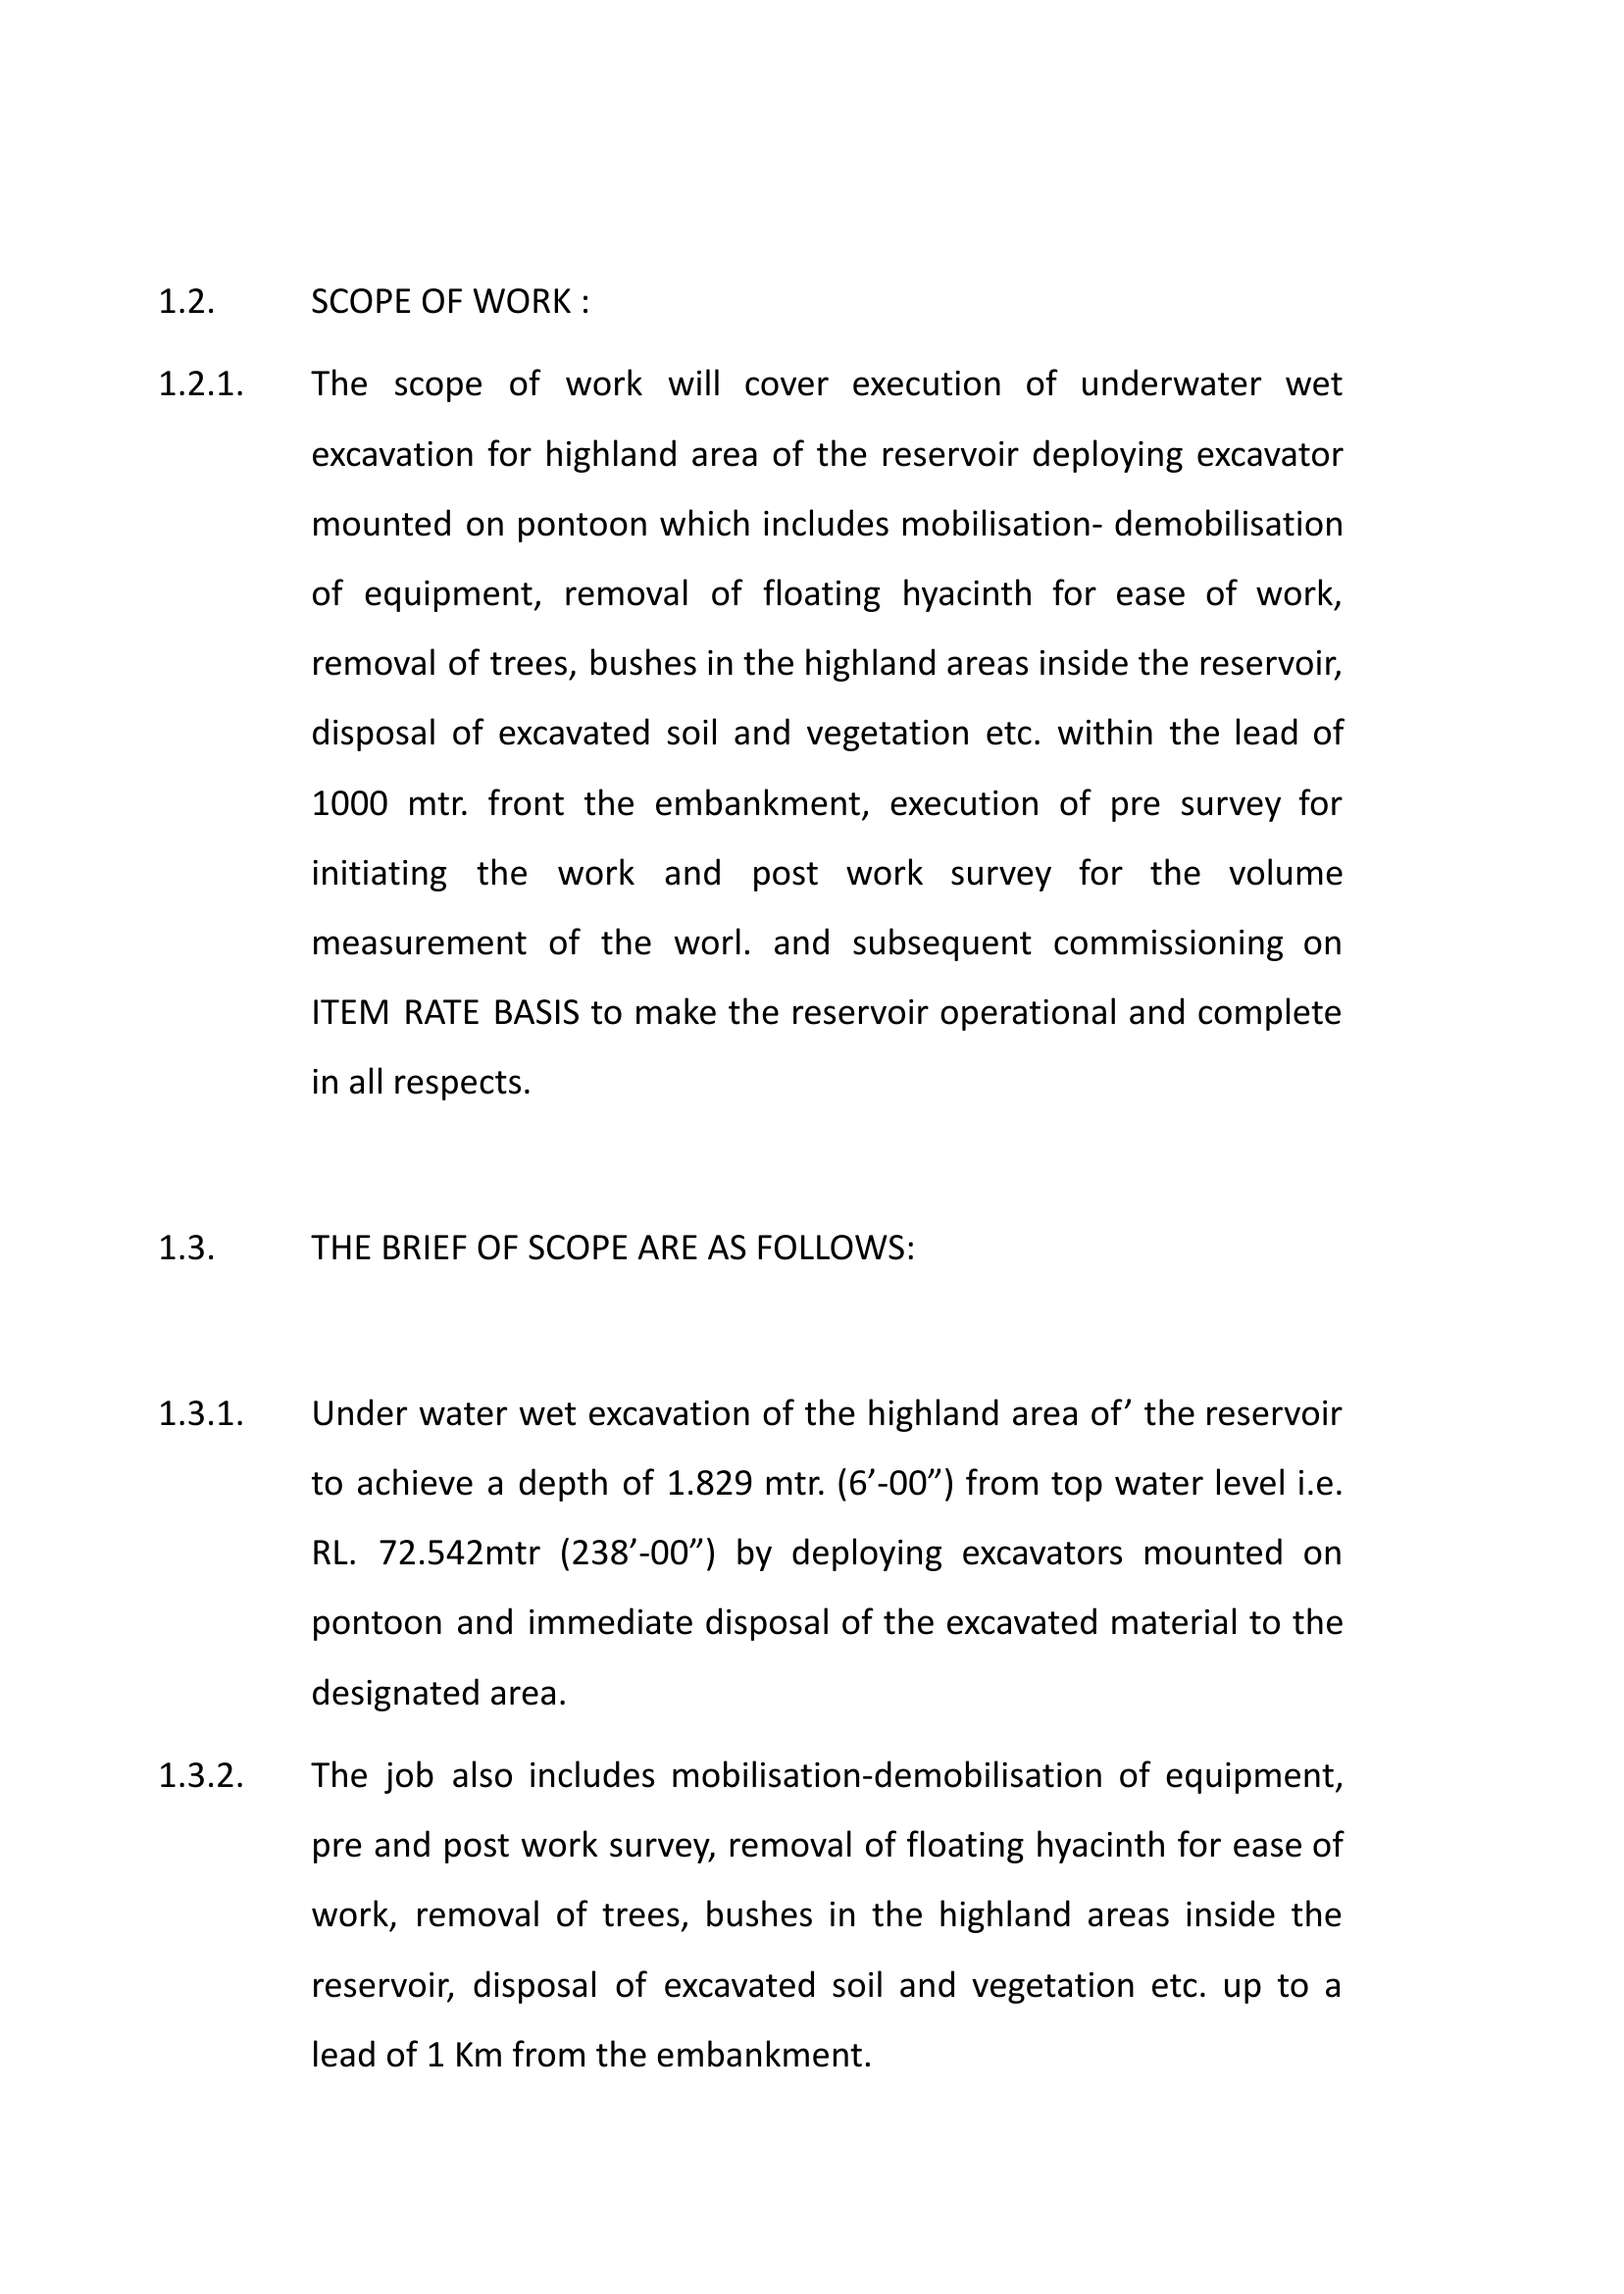 1.2. SCOPE OF WORK :
1.2.1. The scope of work will cover execution of underwater wet
excavation for highland area of the reservoir deploying excavator
mounted on pontoon which includes mobilisation- demobilisation
of equipment, removal of floating hyacinth for ease of work,
removal of trees, bushes in the highland areas inside the reservoir,
disposal of excavated soil and vegetation etc. within the lead of
1000 mtr. front the embankment, execution of pre survey for
initiating the work and post work survey for the volume
measurement of the worl. and subsequent commissioning on
ITEM RATE BASIS to make the reservoir operational and complete
in all respects.
1.3. THE BRIEF OF SCOPE ARE AS FOLLOWS:
1.3.1. Under water wet excavation of the highland area of’ the reservoir
to achieve a depth of 1.829 mtr. (6’-00”) from top water level i.e.
RL. 72.542mtr (238’-00”) by deploying excavators mounted on
pontoon and immediate disposal of the excavated material to the
designated area.
1.3.2. The job also includes mobilisation-demobilisation of equipment,
pre and post work survey, removal of floating hyacinth for ease of
work, removal of trees, bushes in the highland areas inside the
reservoir, disposal of excavated soil and vegetation etc. up to a
lead of 1 Km from the embankment.